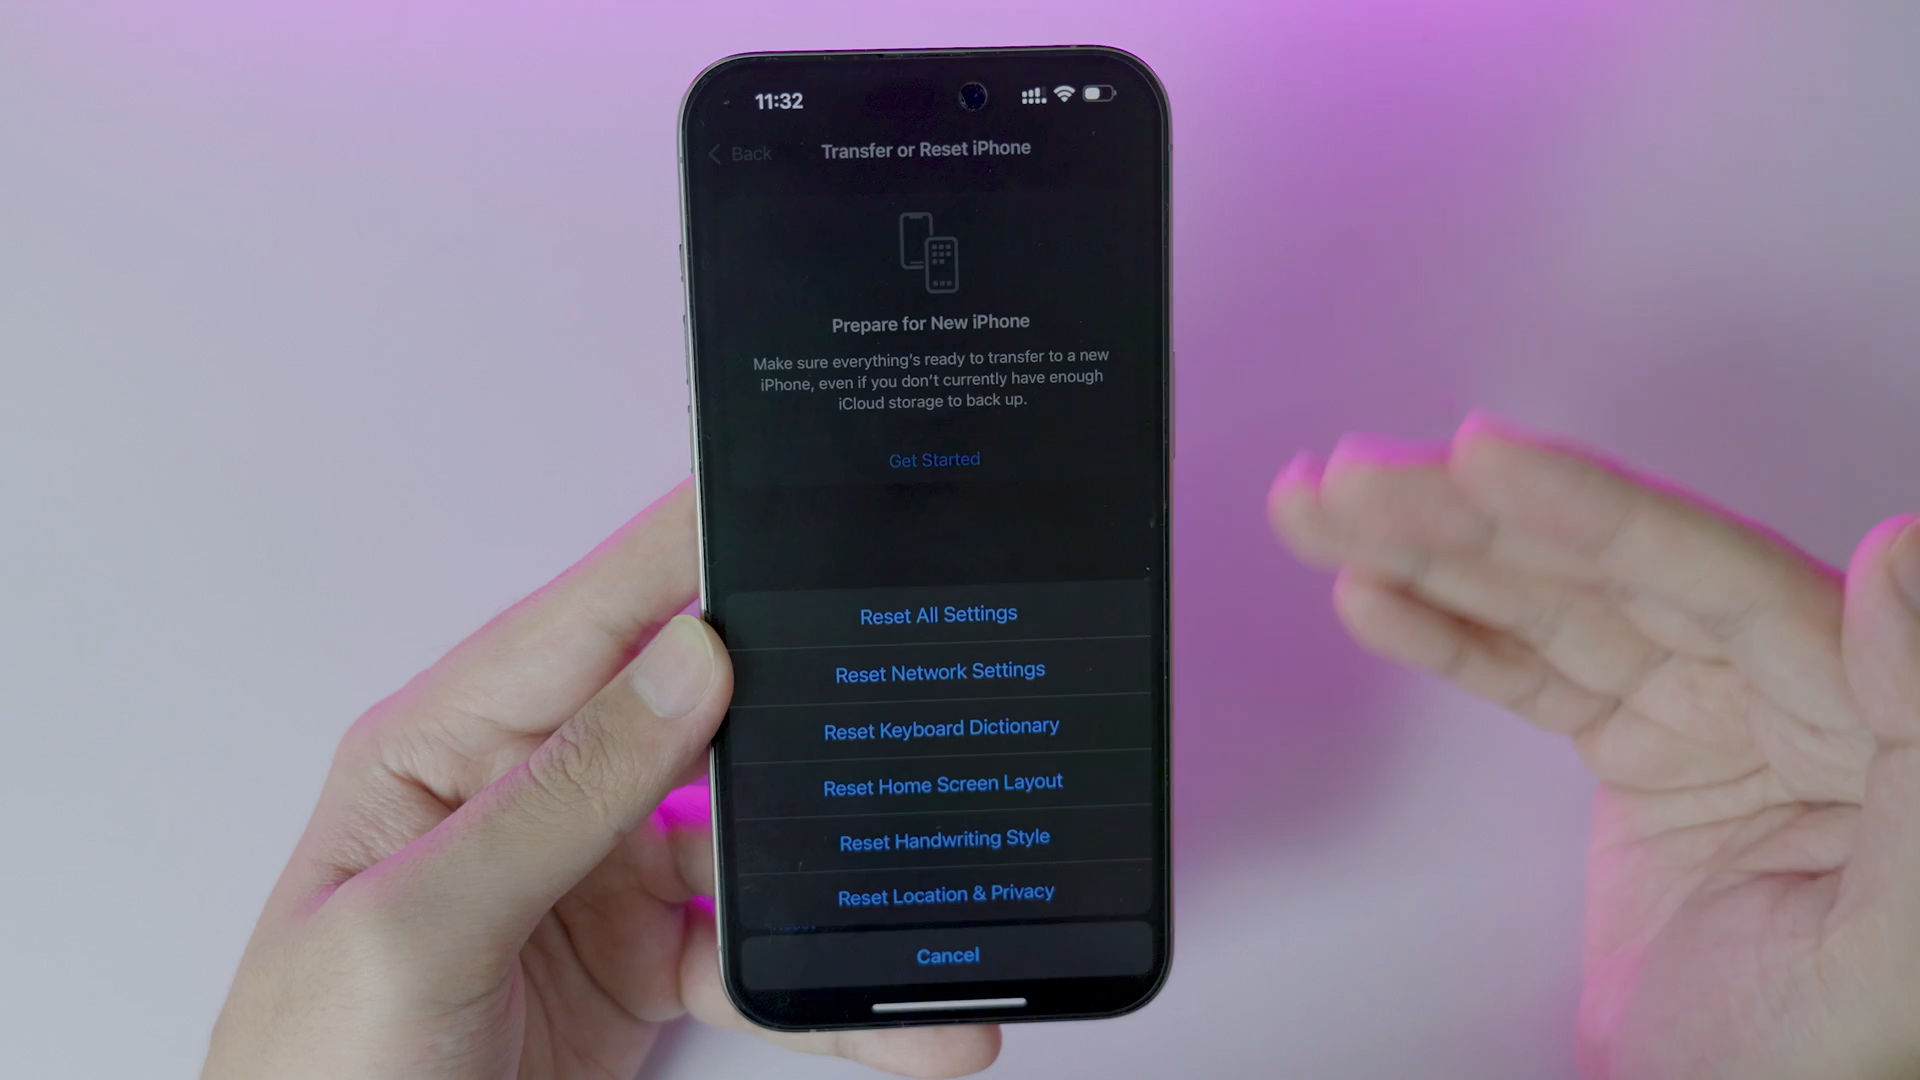 11:32
Back
Transfer or Reset iPhone
Prepare for New iPhone
Make sure everything's ready to transfer to a new
iPhone, even if you don't currently have enough
iCloud storage to back up.
Get Started
Reset All Settings
Reset Network Settings
Reset Keyboard Dictionary
Reset Home Screen Layout
Reset Handwriting Style
Reset Location & Privacy
Cancel